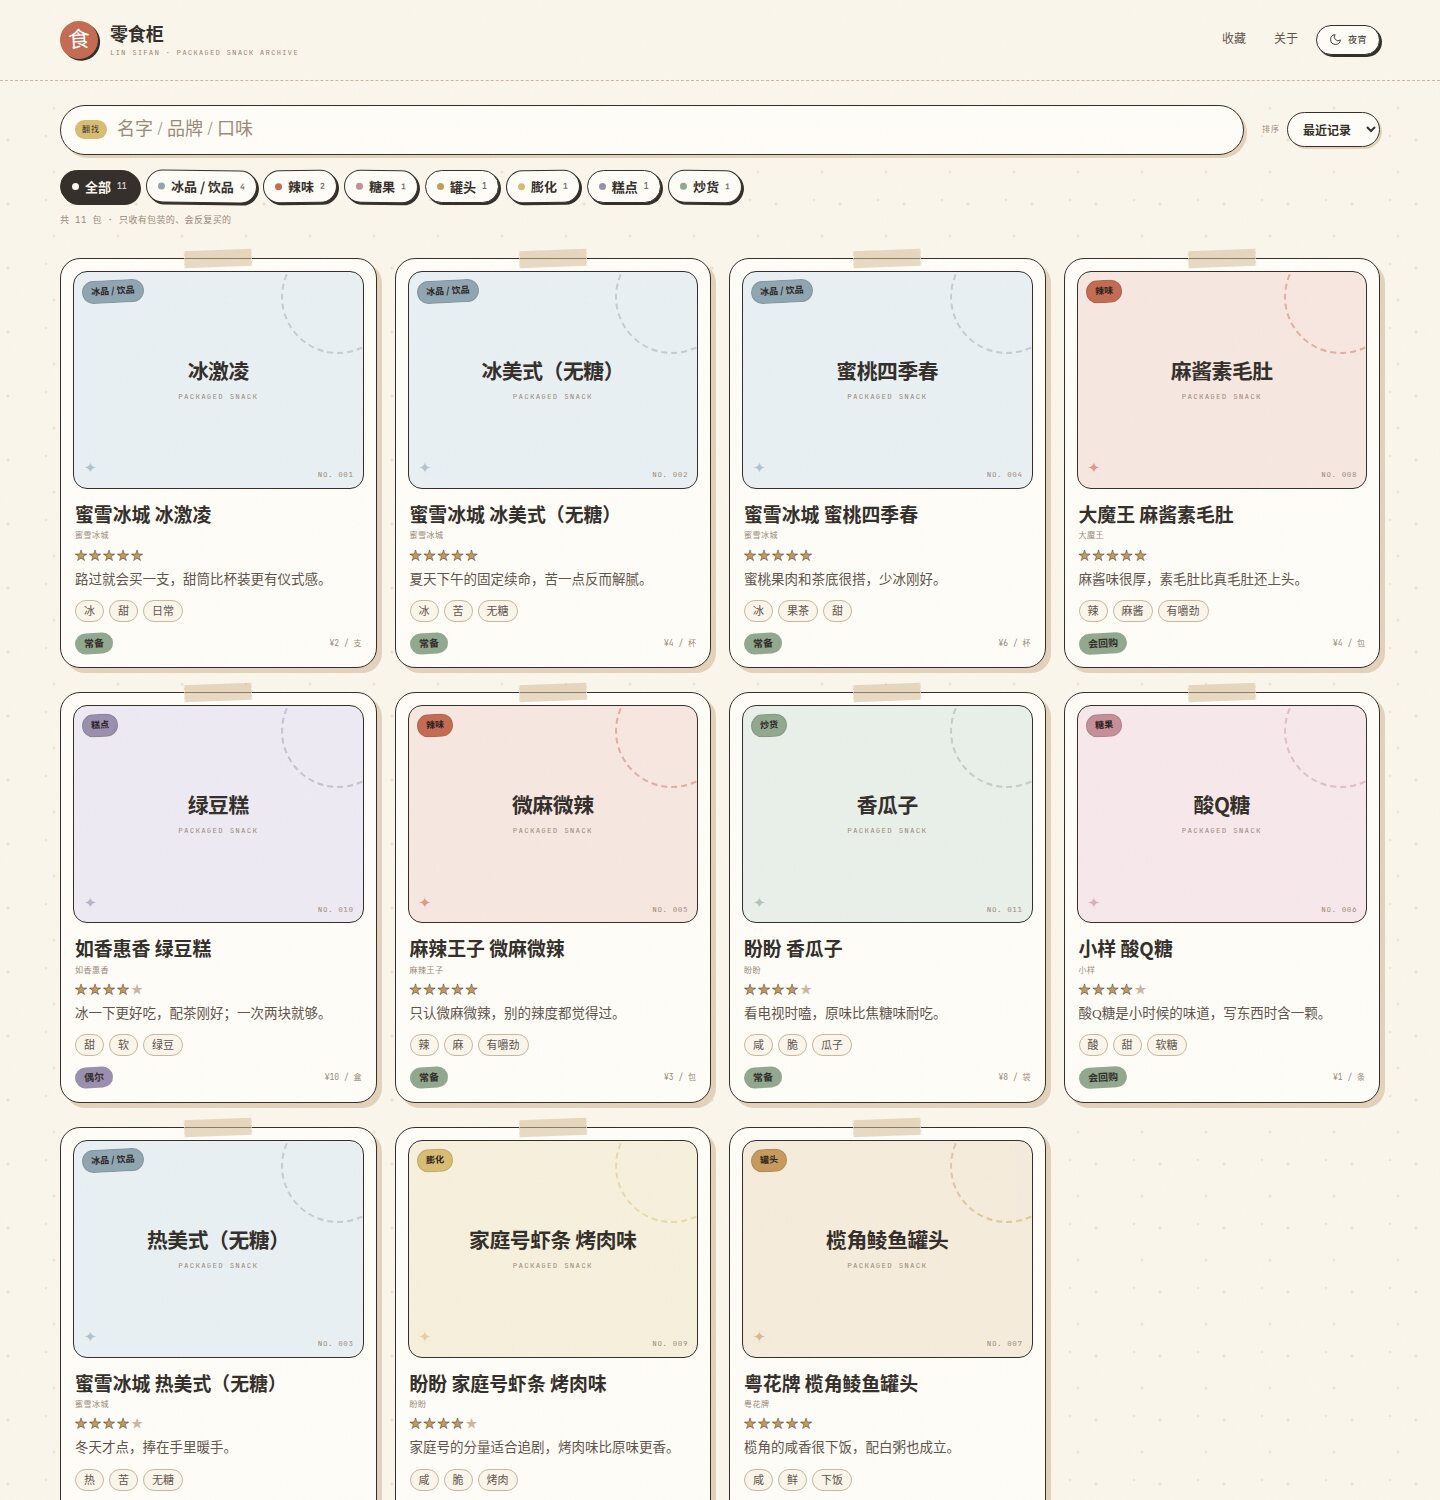 食
零食柜
LIN SIFAN · PACKAGED SNACK ARCHIVE
收藏 关于 夜宵
翻找 名字 / 品牌 / 口味
排序 最近记录
全部 11 冰品 / 饮品 4 辣味 2 糖果 1 罐头 1 膨化 1 糕点 1 炒货 1
共 11 包 · 只收有包装的、会反复买的
冰品 / 饮品
冰激凌
PACKAGED SNACK
NO. 001
蜜雪冰城 冰激凌
蜜雪冰城
★★★★★
路过就会买一支，甜筒比杯装更有仪式感。
冰 甜 日常
常备 ¥2 / 支
冰品 / 饮品
冰美式（无糖）
PACKAGED SNACK
NO. 002
蜜雪冰城 冰美式（无糖）
蜜雪冰城
★★★★★
夏天下午的固定续命，苦一点反而解腻。
冰 苦 无糖
常备 ¥4 / 杯
冰品 / 饮品
蜜桃四季春
PACKAGED SNACK
NO. 004
蜜雪冰城 蜜桃四季春
蜜雪冰城
★★★★★
蜜桃果肉和茶底很搭，少冰刚好。
冰 果茶 甜
常备 ¥6 / 杯
辣味
麻酱素毛肚
PACKAGED SNACK
NO. 008
大魔王 麻酱素毛肚
大魔王
★★★★★
麻酱味很厚，素毛肚比真毛肚还上头。
辣 麻酱 有嚼劲
会回购 ¥4 / 包
糕点
绿豆糕
PACKAGED SNACK
NO. 010
如香惠香 绿豆糕
如香惠香
★★★★★
冰一下更好吃，配茶刚好；一次两块就够。
甜 软 绿豆
偶尔 ¥10 / 盒
辣味
微麻微辣
PACKAGED SNACK
NO. 005
麻辣王子 微麻微辣
麻辣王子
★★★★★
只认微麻微辣，别的辣度都觉得过。
辣 麻 有嚼劲
常备 ¥3 / 包
炒货
香瓜子
PACKAGED SNACK
NO. 011
盼盼 香瓜子
盼盼
★★★★★
看电视时嗑，原味比焦糖味耐吃。
咸 脆 瓜子
常备 ¥8 / 袋
糖果
酸Q糖
PACKAGED SNACK
NO. 006
小样 酸Q糖
小样
★★★★★
酸Q糖是小时候的味道，写东西时含一颗。
酸 甜 软糖
会回购 ¥1 / 条
冰品 / 饮品
热美式（无糖）
PACKAGED SNACK
NO. 003
蜜雪冰城 热美式（无糖）
蜜雪冰城
★★★★★
冬天才点，捧在手里暖手。
热 苦 无糖
膨化
家庭号虾条 烤肉味
PACKAGED SNACK
NO. 009
盼盼 家庭号虾条 烤肉味
盼盼
★★★★★
家庭号的分量适合追剧，烤肉味比原味更香。
咸 脆 烤肉
罐头
榄角鲮鱼罐头
PACKAGED SNACK
NO. 007
粤花牌 榄角鲮鱼罐头
粤花牌
★★★★★
榄角的咸香很下饭，配白粥也成立。
咸 鲜 下饭